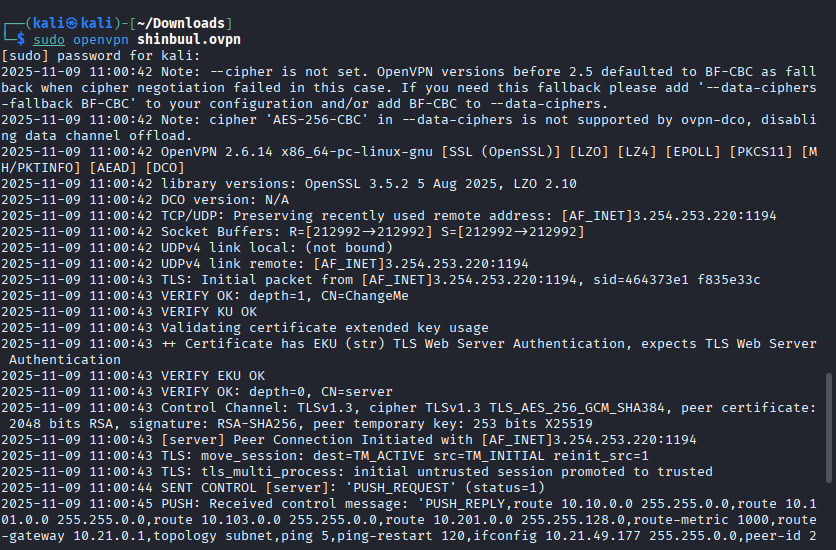 ┌──(kali㉿kali)-[~/Downloads]
└─$ sudo openvpn shinbuul.ovpn
[sudo] password for kali:
2025-11-09 11:00:42 Note: --cipher is not set. OpenVPN versions before 2.5 defaulted to BF-CBC as fall
back when cipher negotiation failed in this case. If you need this fallback please add '--data-ciphers
-fallback BF-CBC' to your configuration and/or add BF-CBC to --data-ciphers.
2025-11-09 11:00:42 Note: cipher 'AES-256-CBC' in --data-ciphers is not supported by ovpn-dco, disabli
ng data channel offload.
2025-11-09 11:00:42 OpenVPN 2.6.14 x86_64-pc-linux-gnu [SSL (OpenSSL)] [LZO] [LZ4] [EPOLL] [PKCS11] [M
H/PKTINFO] [AEAD] [DCO]
2025-11-09 11:00:42 library versions: OpenSSL 3.5.2 5 Aug 2025, LZO 2.10
2025-11-09 11:00:42 DCO version: N/A
2025-11-09 11:00:42 TCP/UDP: Preserving recently used remote address: [AF_INET]3.254.253.220:1194
2025-11-09 11:00:42 Socket Buffers: R=[212992→212992] S=[212992→212992]
2025-11-09 11:00:42 UDPv4 link local: (not bound)
2025-11-09 11:00:42 UDPv4 link remote: [AF_INET]3.254.253.220:1194
2025-11-09 11:00:43 TLS: Initial packet from [AF_INET]3.254.253.220:1194, sid=464373e1 f835e33c
2025-11-09 11:00:43 VERIFY OK: depth=1, CN=ChangeMe
2025-11-09 11:00:43 VERIFY KU OK
2025-11-09 11:00:43 Validating certificate extended key usage
2025-11-09 11:00:43 ++ Certificate has EKU (str) TLS Web Server Authentication, expects TLS Web Server
 Authentication
2025-11-09 11:00:43 VERIFY EKU OK
2025-11-09 11:00:43 VERIFY OK: depth=0, CN=server
2025-11-09 11:00:43 Control Channel: TLSv1.3, cipher TLSv1.3 TLS_AES_256_GCM_SHA384, peer certificate:
 2048 bits RSA, signature: RSA-SHA256, peer temporary key: 253 bits X25519
2025-11-09 11:00:43 [server] Peer Connection Initiated with [AF_INET]3.254.253.220:1194
2025-11-09 11:00:43 TLS: move_session: dest=TM_ACTIVE src=TM_INITIAL reinit_src=1
2025-11-09 11:00:43 TLS: tls_multi_process: initial untrusted session promoted to trusted
2025-11-09 11:00:44 SENT CONTROL [server]: 'PUSH_REQUEST' (status=1)
2025-11-09 11:00:45 PUSH: Received control message: 'PUSH_REPLY,route 10.10.0.0 255.255.0.0,route 10.1
01.0.0 255.255.0.0,route 10.103.0.0 255.255.0.0,route 10.201.0.0 255.255.128.0,route-metric 1000,route
-gateway 10.21.0.1,topology subnet,ping 5,ping-restart 120,ifconfig 10.21.49.177 255.255.0.0,peer-id 2